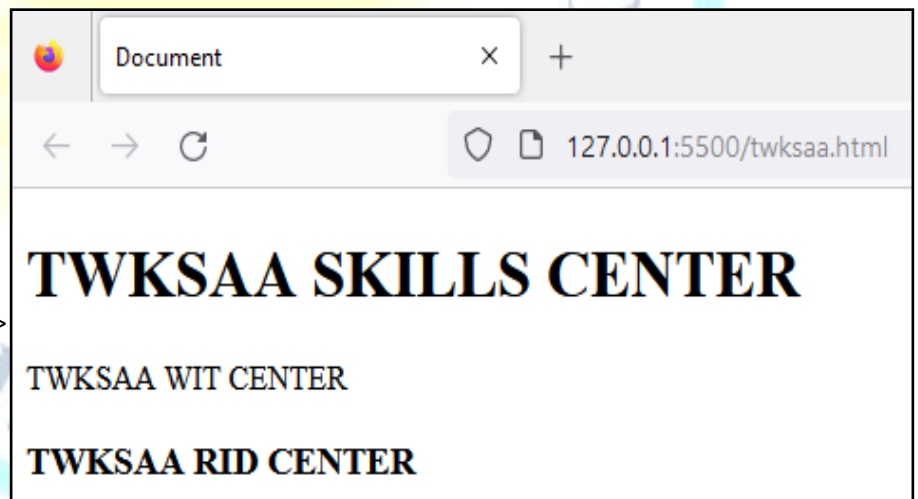 Document
127.0.0.1:5500/twksaa.html
TWKSAA SKILLS CENTER
>
TWKSAA WIT CENTER
TWKSAA RID CENTER